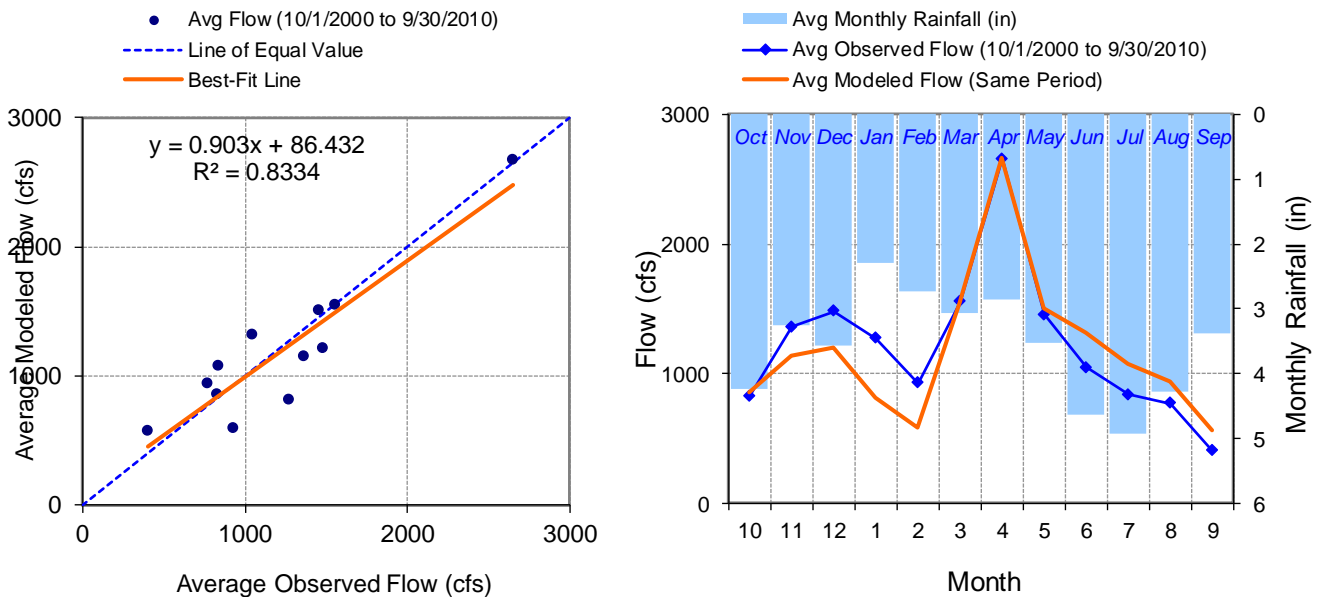 Avg Flow (10/1/2000 to 9/30/2010)
Line of Equal Value
Best-Fit Line
y = 0.903x + 86.432
R² = 0.8334
Average Modeled Flow (cfs)
3000
2000
1000
0
0 1000 2000 3000
Average Observed Flow (cfs)
Avg Monthly Rainfall (in)
Avg Observed Flow (10/1/2000 to 9/30/2010)
Avg Modeled Flow (Same Period)
Flow (cfs)
3000
2000
1000
0
Oct Nov Dec Jan Feb Mar Apr May Jun Jul Aug Sep
0
1
2
3
4
5
6
Monthly Rainfall (in)
10 11 12 1 2 3 4 5 6 7 8 9
Month